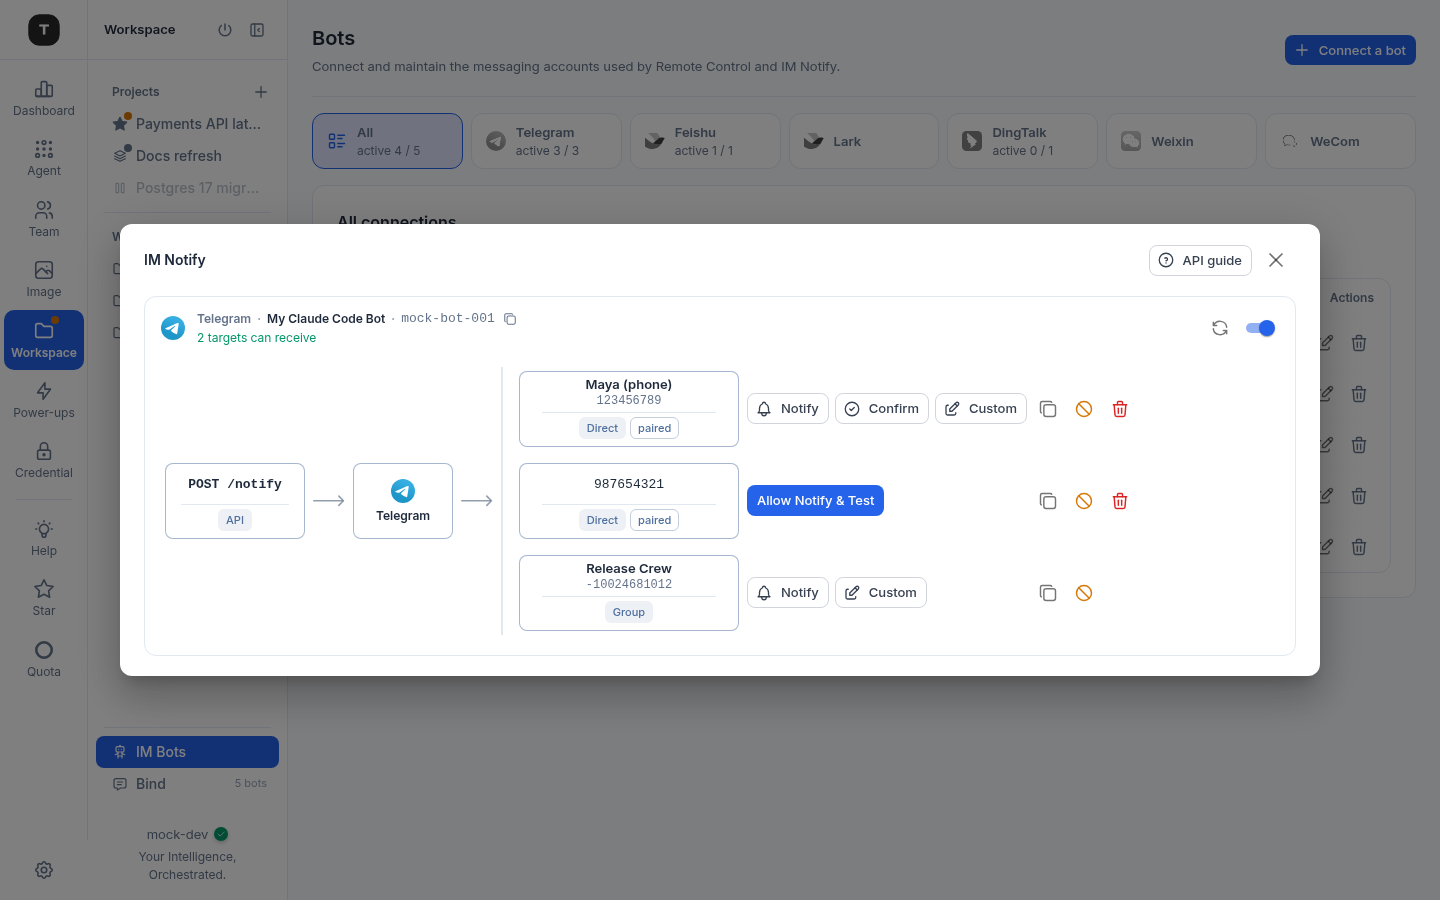 T
Workspace
Dashboard
Agent
Team
Image
Workspace
Power-ups
Credential
Help
Star
Quota
Projects
Payments API lat...
Docs refresh
Postgres 17 migr...
W
IM Bots
Bind
5 bots
mock-dev
Your Intelligence,
Orchestrated.
Bots
Connect and maintain the messaging accounts used by Remote Control and IM Notify.
Connect a bot
All
active 4 / 5
Telegram
active 3 / 3
Feishu
active 1 / 1
Lark
DingTalk
active 0 / 1
Weixin
WeCom
All connections
Actions
IM Notify
API guide
Telegram · My Claude Code Bot · mock-bot-001
2 targets can receive
POST /notify
API
Telegram
Maya (phone)
123456789
Direct paired
Notify Confirm Custom
987654321
Direct paired
Allow Notify & Test
Release Crew
-10024681012
Group
Notify Custom